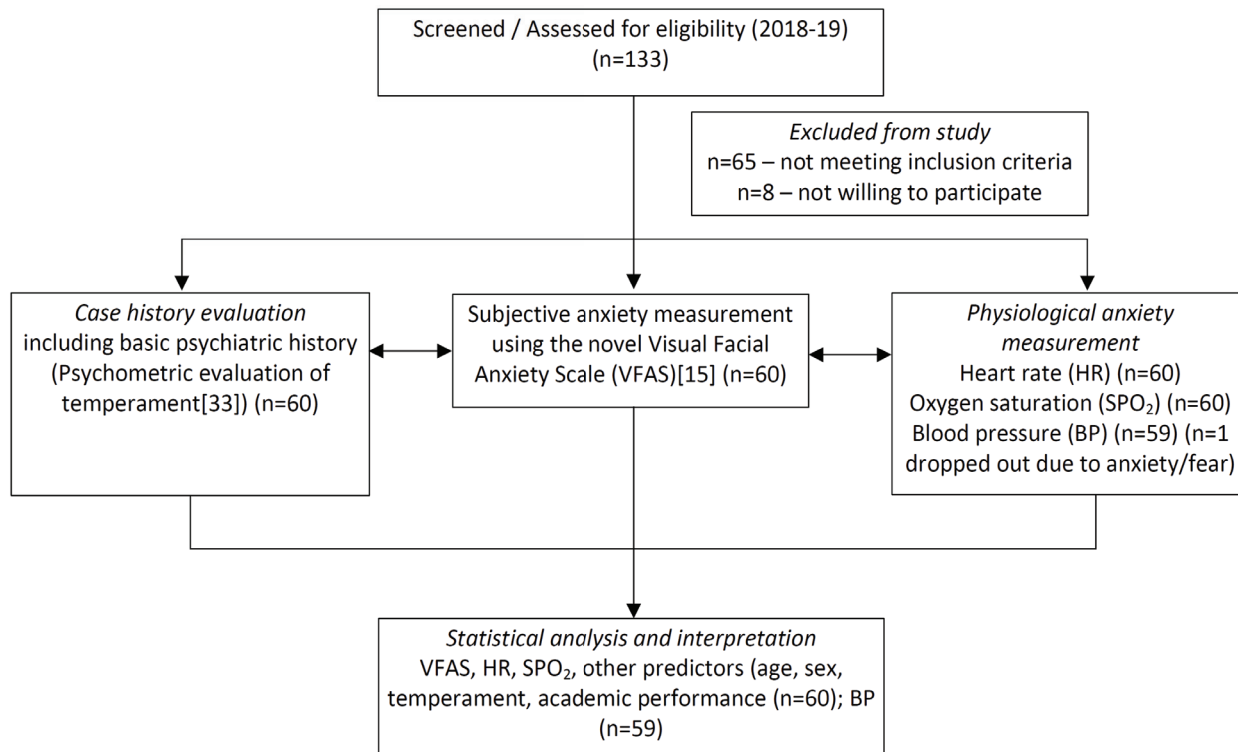 Screened / Assessed for eligibility (2018-19)
(n=133)
Excluded from study
n=65 – not meeting inclusion criteria
n=8 – not willing to participate
Case history evaluation
including basic psychiatric history
(Psychometric evaluation of
temperament[33]) (n=60)
Subjective anxiety measurement
using the novel Visual Facial
Anxiety Scale (VFAS)[15] (n=60)
Physiological anxiety
measurement
Heart rate (HR) (n=60)
Oxygen saturation (SPO₂) (n=60)
Blood pressure (BP) (n=59) (n=1
dropped out due to anxiety/fear)
Statistical analysis and interpretation
VFAS, HR, SPO₂, other predictors (age, sex,
temperament, academic performance (n=60); BP
(n=59)